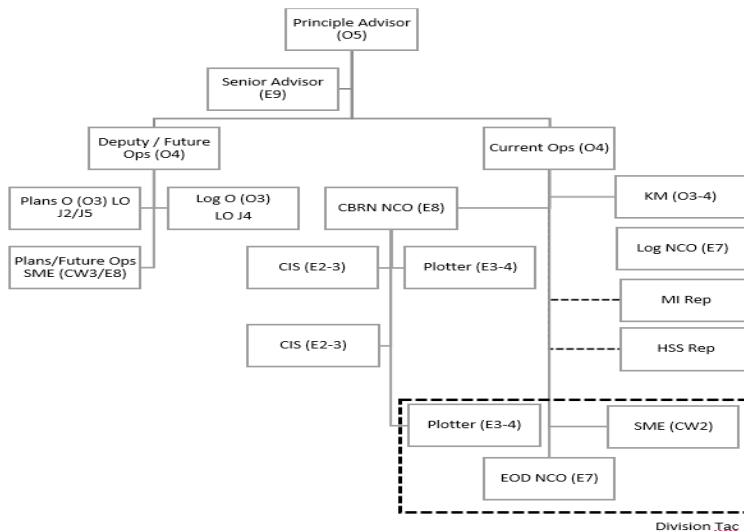 Principle Advisor
(O5)
Senior Advisor
(E9)
Deputy / Future
Ops (O4)
Current Ops (O4)
Plans O (O3) LO
J2/J5
Log O (O3)
LO J4
CBRN NCO (E8)
KM (O3-4)
Plans/Future Ops
SME (CW3/E8)
CIS (E2-3)
Plotter (E3-4)
Log NCO (E7)
MI Rep
CIS (E2-3)
HSS Rep
Plotter (E3-4)
SME (CW2)
EOD NCO (E7)
Division Tac